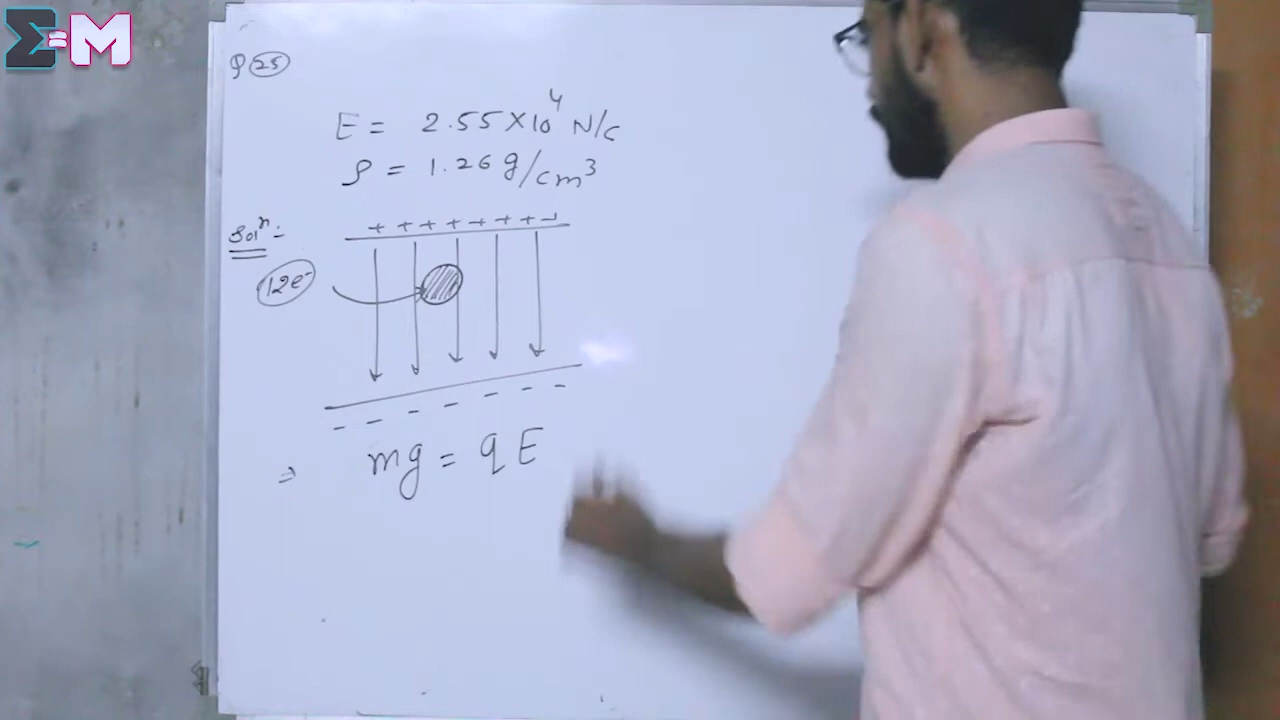 Σ=M
Q 25
E = 2.55×10⁴ N/C
ρ = 1.26 g/cm³
Solⁿ:-
+ + + + + + + +
12e⁻
- - - - - - -
⇒ mg = qE